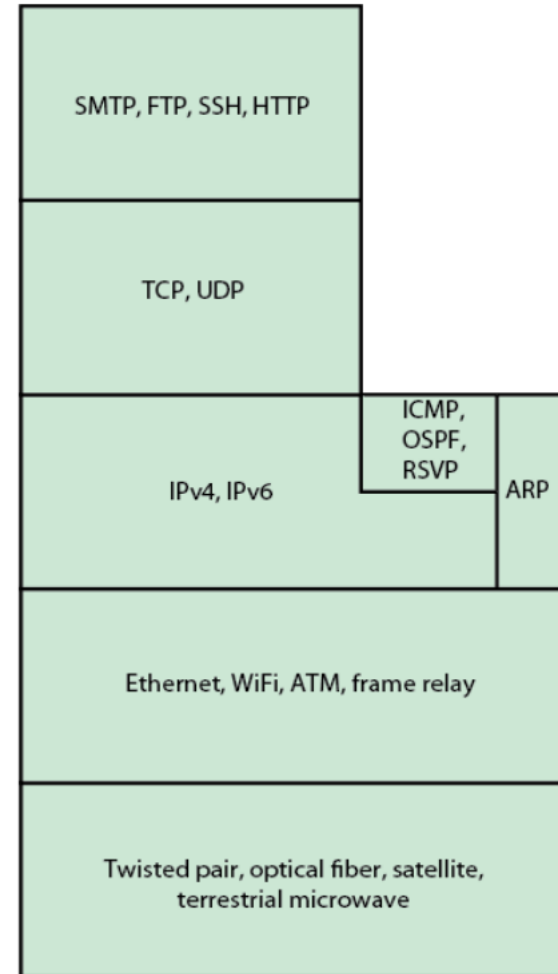 SMTP, FTP, SSH, HTTP
TCP, UDP
ICMP,
OSPF,
RSVP
IPv4, IPv6
ARP
Ethernet, WiFi, ATM, frame relay
Twisted pair, optical fiber, satellite,
terrestrial microwave